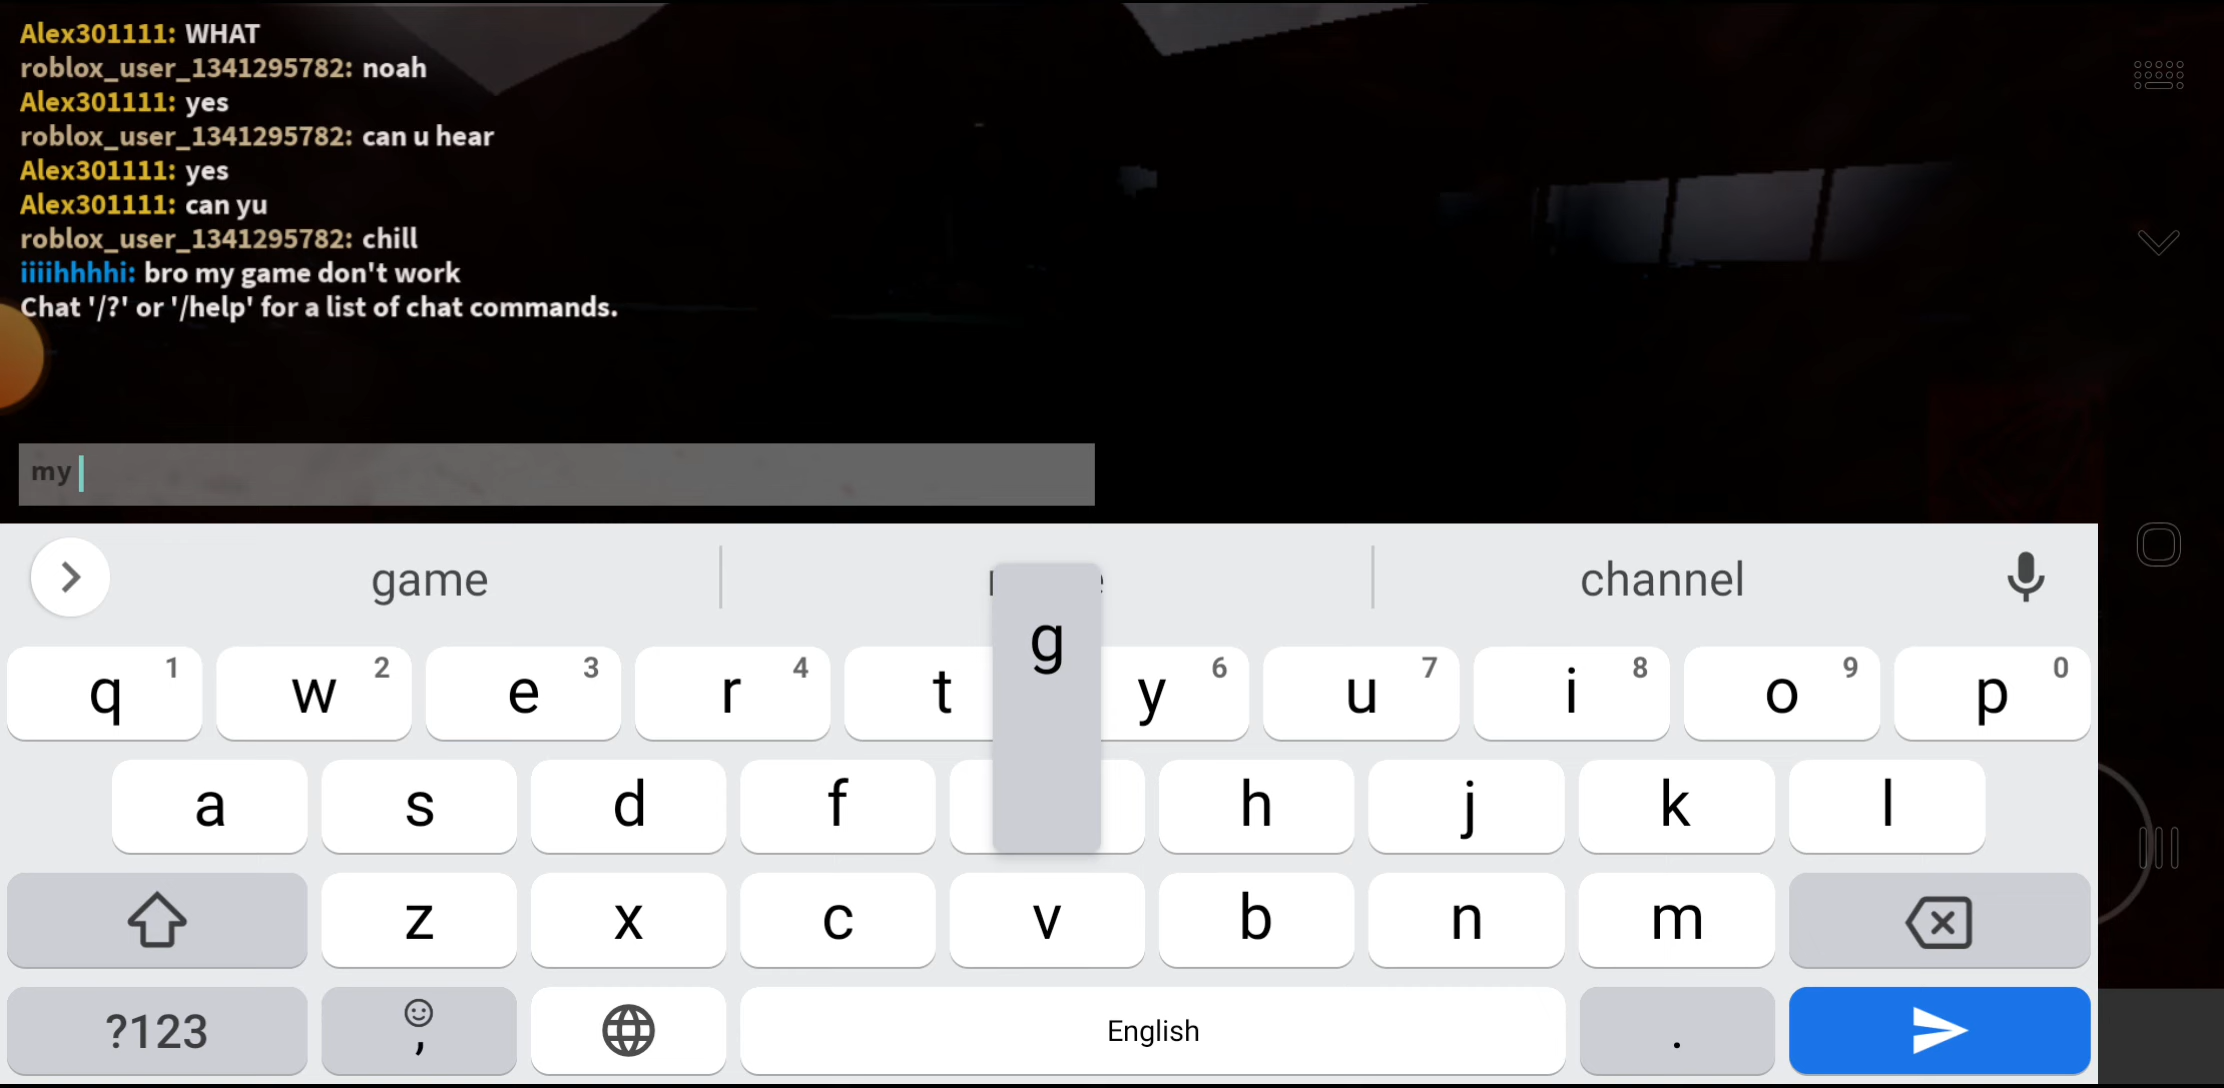 Alex301111: WHAT
roblox_user_1341295782: noah
Alex301111: yes
roblox_user_1341295782: can u hear
Alex301111: yes
Alex301111: can yu
roblox_user_1341295782: chill
iiiihhhhi: bro my game don't work
Chat '/?' or '/help' for a list of chat commands.
my
game channel
g
q 1 w 2 e 3 r 4 t y 6 u 7 i 8 o 9 p 0
a s d f h j k l
z x c v b n m
?123 , English .